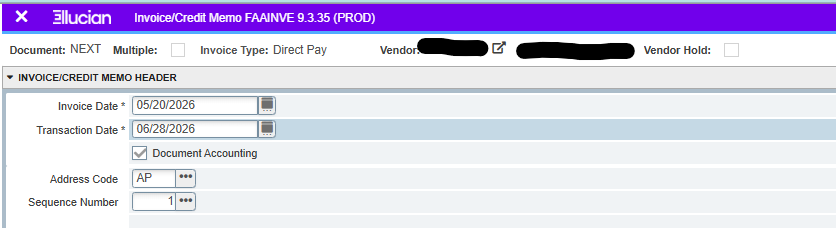 ✕ ellucian Invoice/Credit Memo FAAINVE 9.3.35 (PROD)
Document: NEXT Multiple: Invoice Type: Direct Pay Vendor: Vendor Hold:
INVOICE/CREDIT MEMO HEADER
Invoice Date * 05/20/2026
Transaction Date * 06/28/2026
Document Accounting
Address Code AP •••
Sequence Number 1 •••